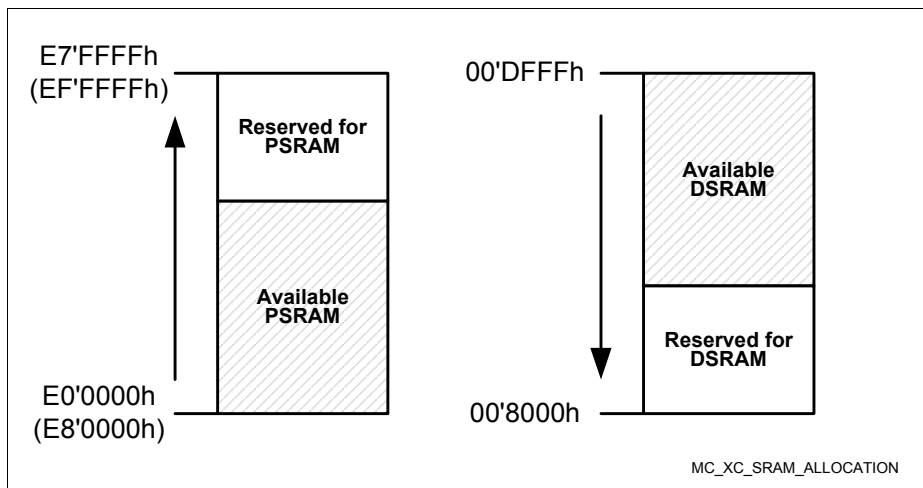 E7'FFFFh
(EF'FFFFh)
Reserved for
PSRAM
Available
PSRAM
E0'0000h
(E8'0000h)
00'DFFFh
Available
DSRAM
Reserved for
DSRAM
00'8000h
MC_XC_SRAM_ALLOCATION